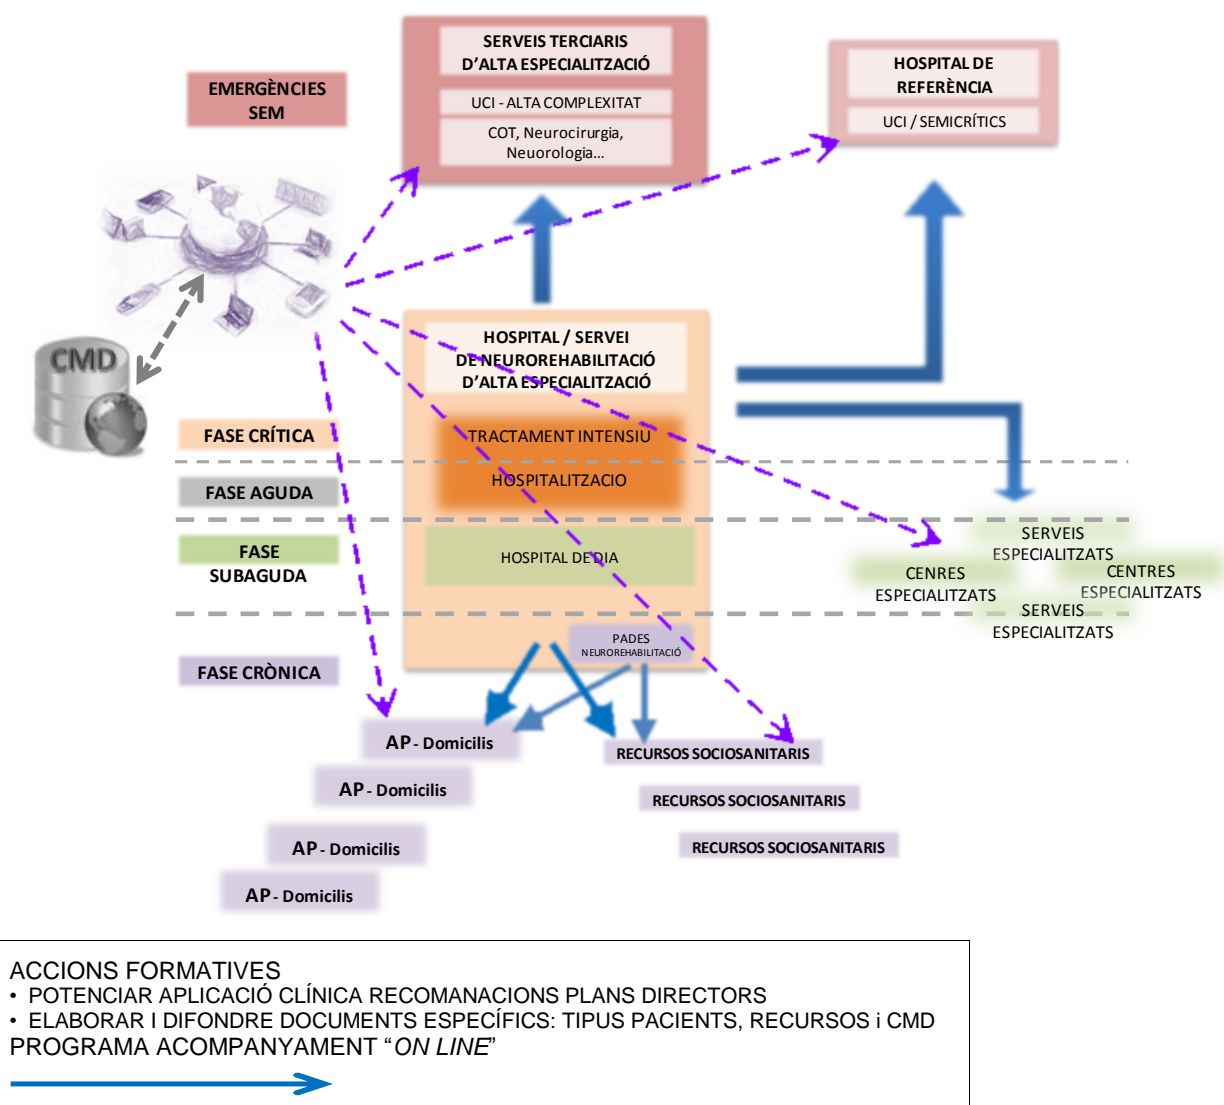 SERVEIS TERCIARIS
D'ALTA ESPECIALITZACIÓ
UCI - ALTA COMPLEXITAT
COT, Neurocirurgia,
Neuorologia…
HOSPITAL DE
REFERÈNCIA
UCI / SEMICRÍTICS
EMERGÈNCIES
SEM
CMD
HOSPITAL / SERVEI
DE NEUROREHABILITACIÓ
D'ALTA ESPECIALITZACIÓ
FASE CRÍTICA
TRACTAMENT INTENSIU
FASE AGUDA
HOSPITALITZACIO
FASE
SUBAGUDA
HOSPITAL DE DIA
SERVEIS
ESPECIALITZATS
CENRES
ESPECIALITZATS
CENTRES
ESPECIALITZATS
SERVEIS
ESPECIALITZATS
FASE CRÒNICA
PADES
NEUROREHABILITACIÓ
AP - Domicilis
AP - Domicilis
AP - Domicilis
AP - Domicilis
RECURSOS SOCIOSANITARIS
RECURSOS SOCIOSANITARIS
RECURSOS SOCIOSANITARIS
ACCIONS FORMATIVES
• POTENCIAR APLICACIÓ CLÍNICA RECOMANACIONS PLANS DIRECTORS
• ELABORAR I DIFONDRE DOCUMENTS ESPECÍFICS: TIPUS PACIENTS, RECURSOS i CMD
PROGRAMA ACOMPANYAMENT “ON LINE”